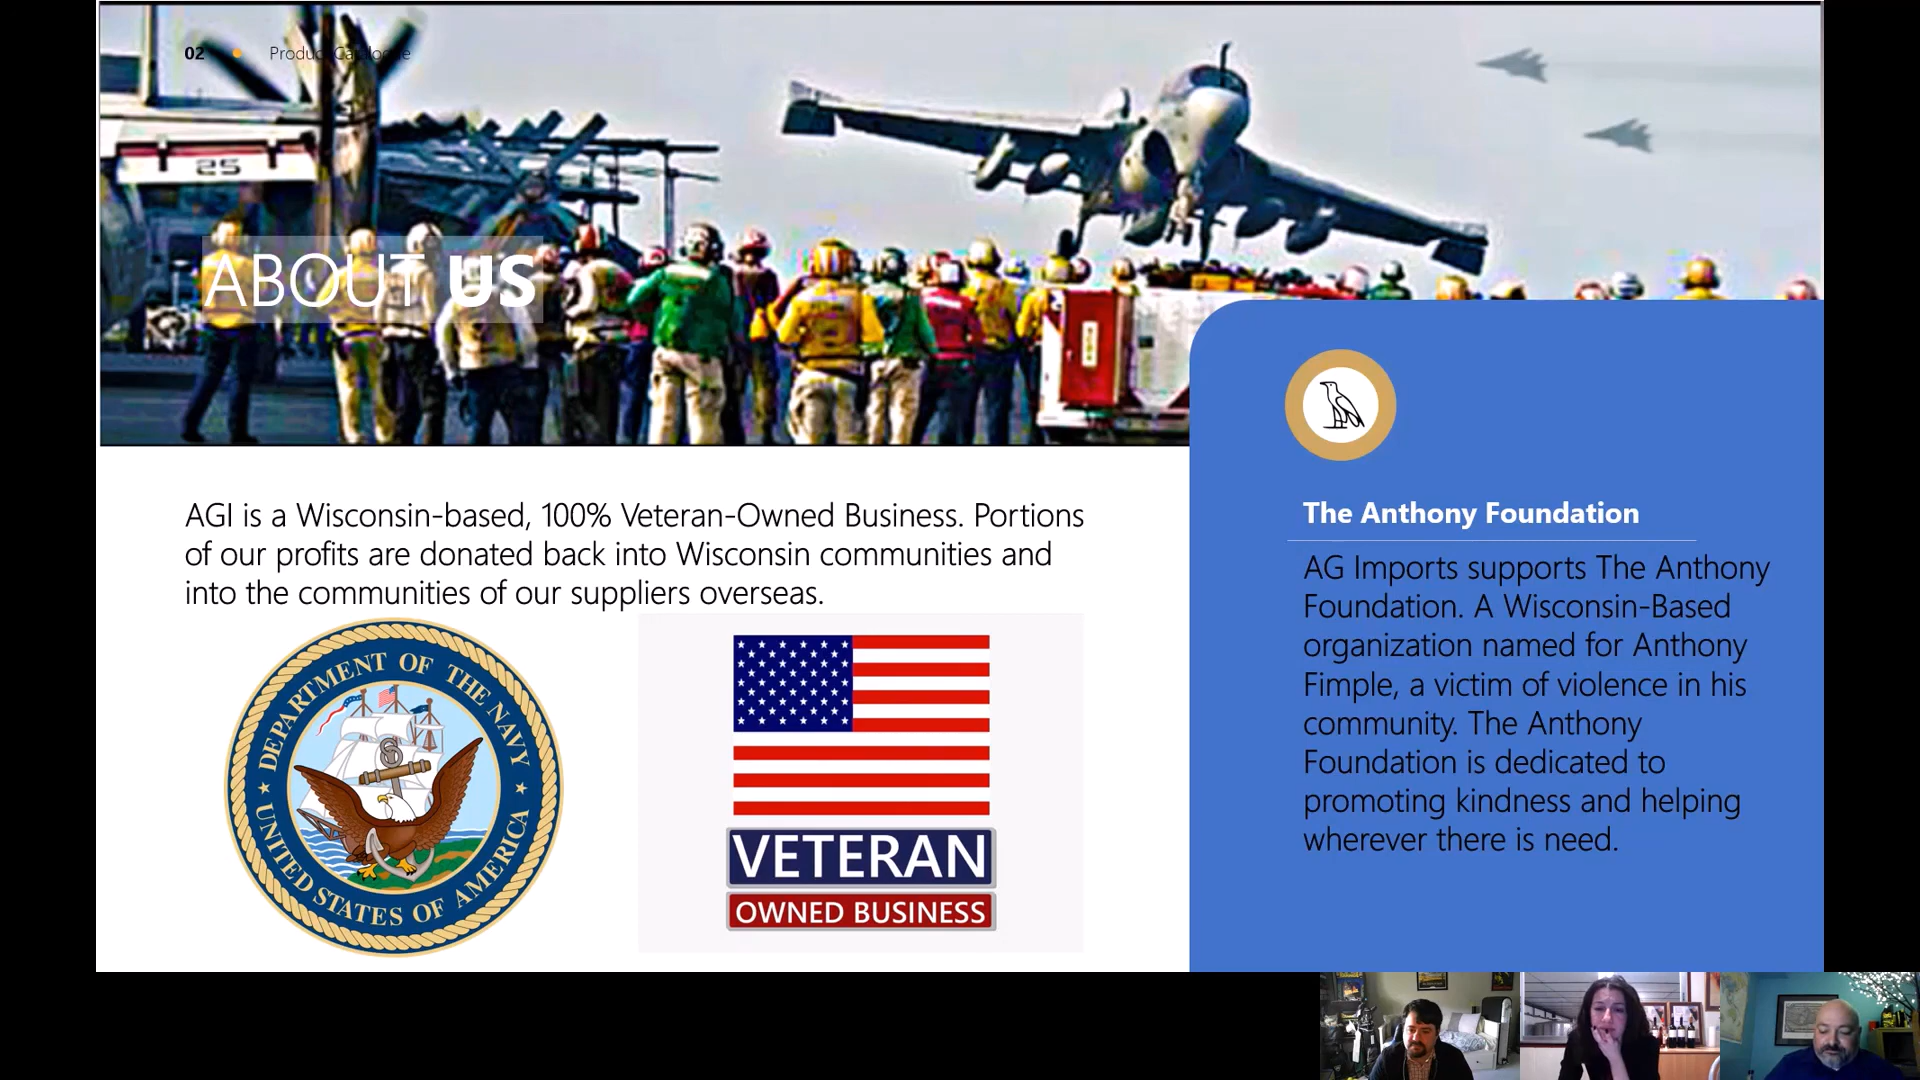 02 Product Catalogue
25
ABOUT US
AGI is a Wisconsin-based, 100% Veteran-Owned Business. Portions
of our profits are donated back into Wisconsin communities and
into the communities of our suppliers overseas.
DEPARTMENT OF THE NAVY
UNITED STATES OF AMERICA
VETERAN
OWNED BUSINESS
The Anthony Foundation
AG Imports supports The Anthony
Foundation. A Wisconsin-Based
organization named for Anthony
Fimple, a victim of violence in his
community. The Anthony
Foundation is dedicated to
promoting kindness and helping
wherever there is need.